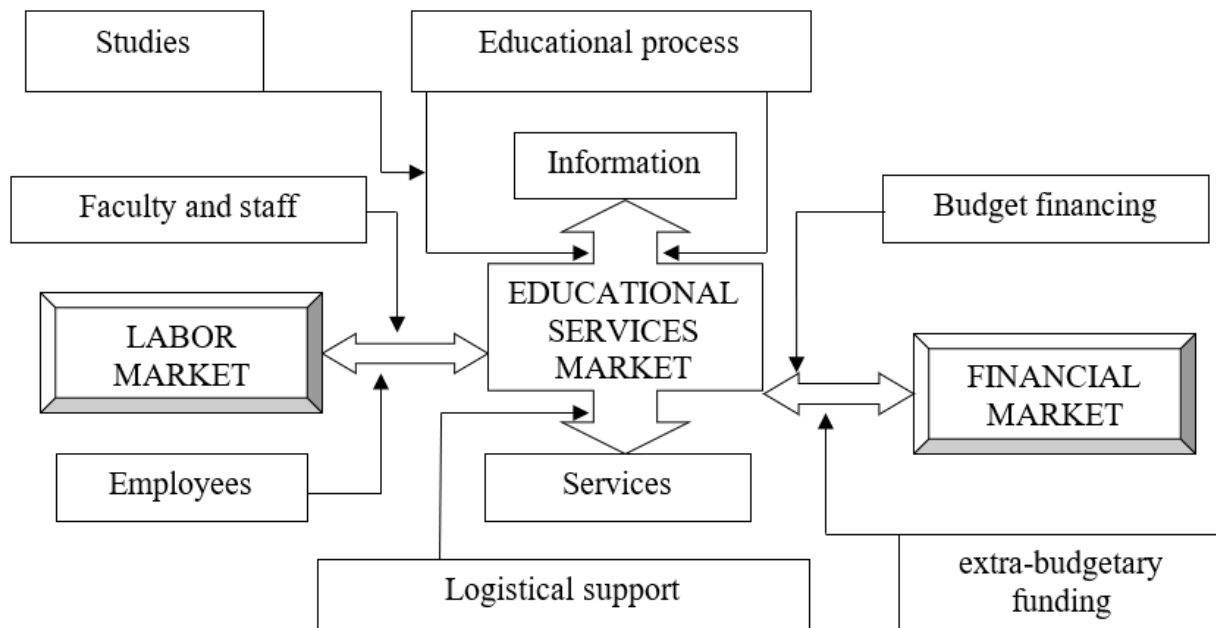 Studies
Educational process
Information
Faculty and staff
Budget financing
EDUCATIONAL
SERVICES
MARKET
LABOR
MARKET
FINANCIAL
MARKET
Employees
Services
Logistical support
extra-budgetary
funding